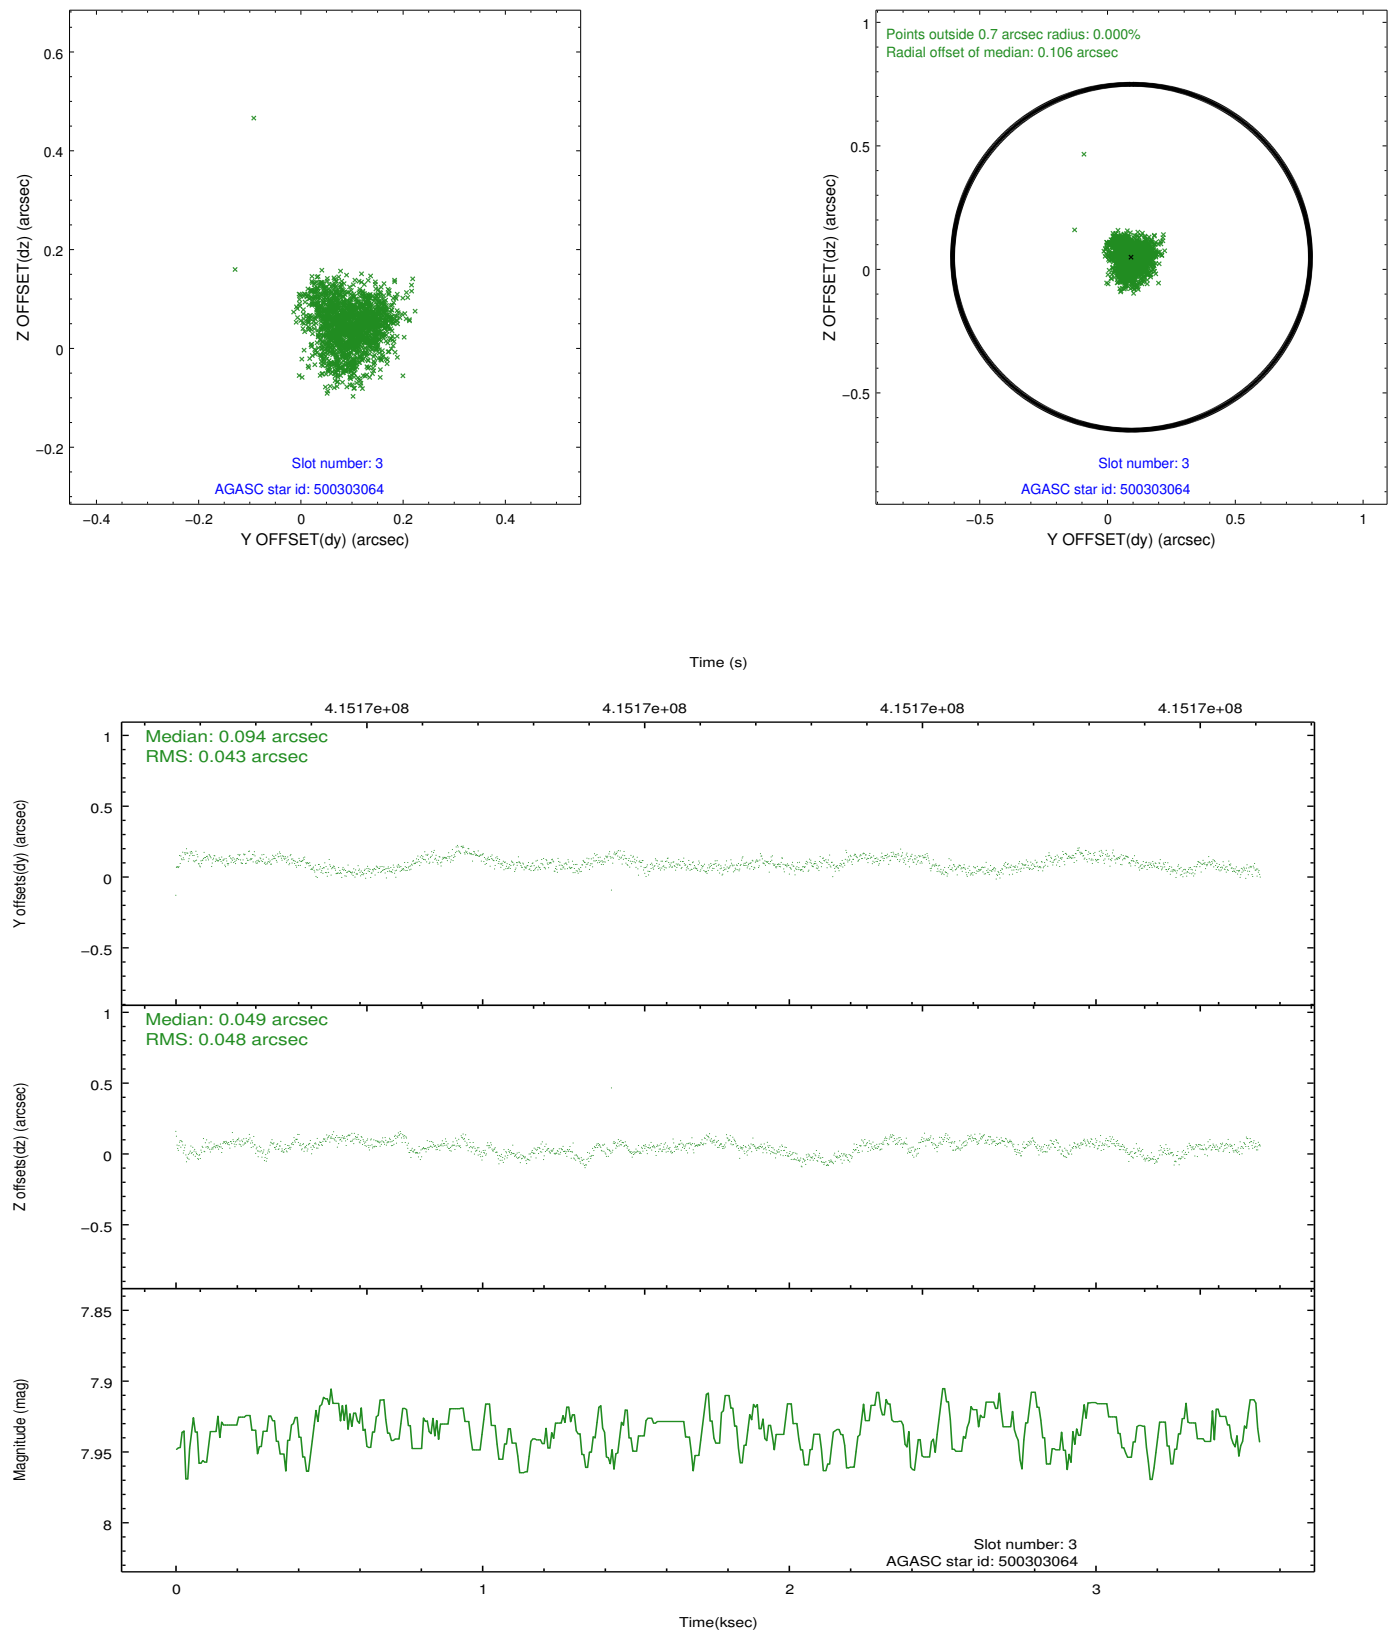 0.6
0.4
0.2
0
−0.2
Z OFFSET(dz) (arcsec)
Slot number: 3
AGASC star id: 500303064
−0.4 −0.2 0 0.2 0.4
Y OFFSET(dy) (arcsec)
Points outside 0.7 arcsec radius: 0.000%
Radial offset of median: 0.106 arcsec
1
0.5
0
−0.5
Z OFFSET(dz) (arcsec)
Slot number: 3
AGASC star id: 500303064
−0.5 0 0.5 1
Y OFFSET(dy) (arcsec)
Time (s)
4.1517e+08 4.1517e+08 4.1517e+08 4.1517e+08
Median: 0.094 arcsec
RMS: 0.043 arcsec
1
0.5
0
−0.5
Y offsets(dy) (arcsec)
Median: 0.049 arcsec
RMS: 0.048 arcsec
1
0.5
0
−0.5
Z offsets(dz) (arcsec)
7.85
7.9
7.95
8
Magnitude (mag)
Slot number: 3
AGASC star id: 500303064
0 1 2 3
Time(ksec)